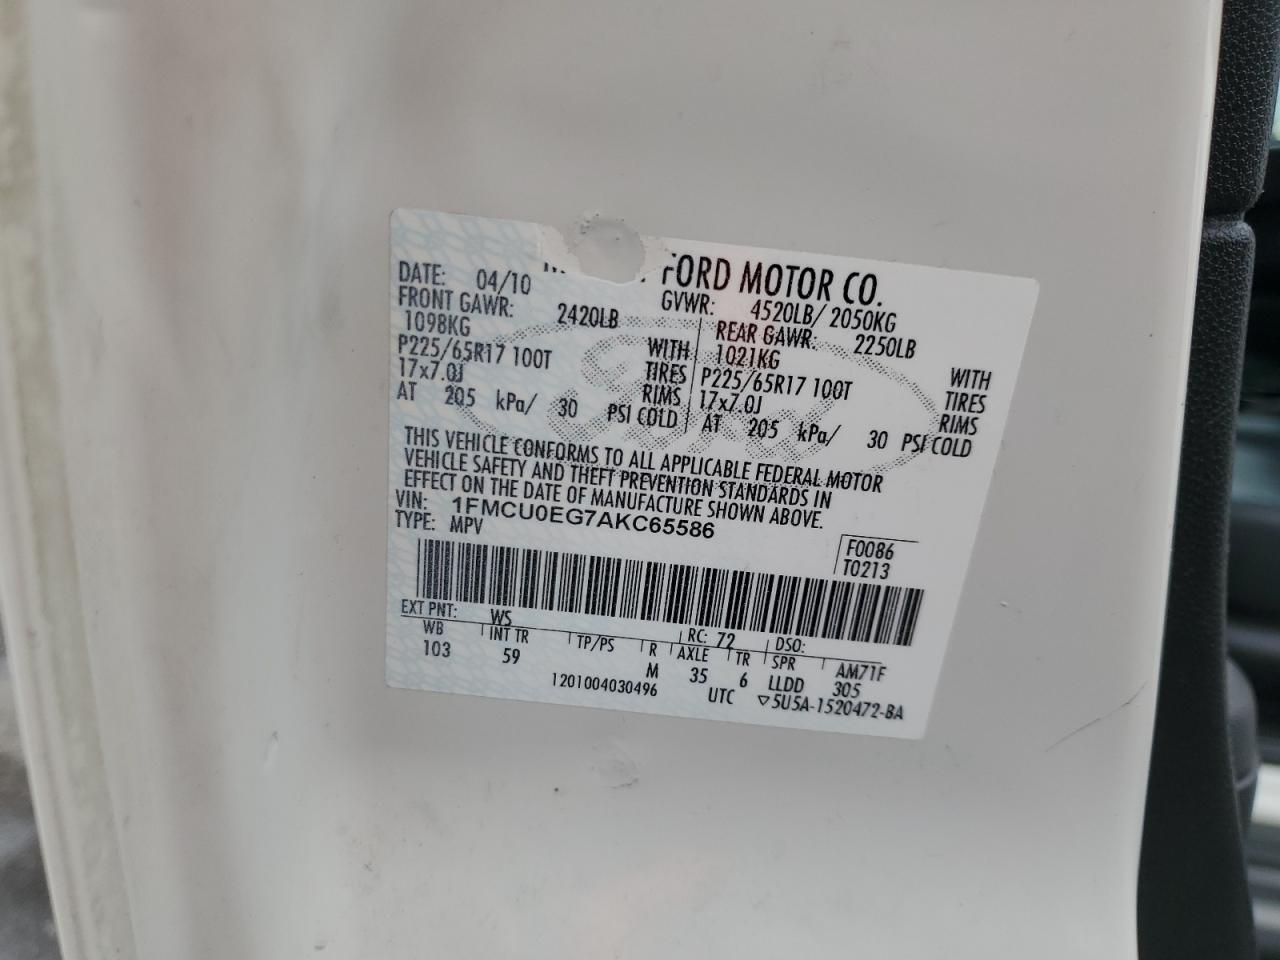 FORD MOTOR CO.
DATE: 04/10 GVWR: 4520LB/ 2050KG
FRONT GAWR: 2420LB REAR GAWR: 2250LB
1098KG WITH 1021KG WITH
P225/65R17 100T TIRES P225/65R17 100T TIRES
17x7.0J RIMS 17x7.0J RIMS
AT 205 kPa/ 30 PSI COLD AT 205 kPa/ 30 PSI COLD
THIS VEHICLE CONFORMS TO ALL APPLICABLE FEDERAL MOTOR
VEHICLE SAFETY AND THEFT PREVENTION STANDARDS IN
EFFECT ON THE DATE OF MANUFACTURE SHOWN ABOVE.
VIN: 1FMCU0EG7AKC65586
TYPE: MPV
F0086
T0213
EXT PNT: WS RC: 72 DSO:
WB INT TR TP/PS R AXLE TR SPR AM71F
103 59 M 35 6 LLDD 305
1201004030496 UTC ▽5U5A-1520472-BA
Ford